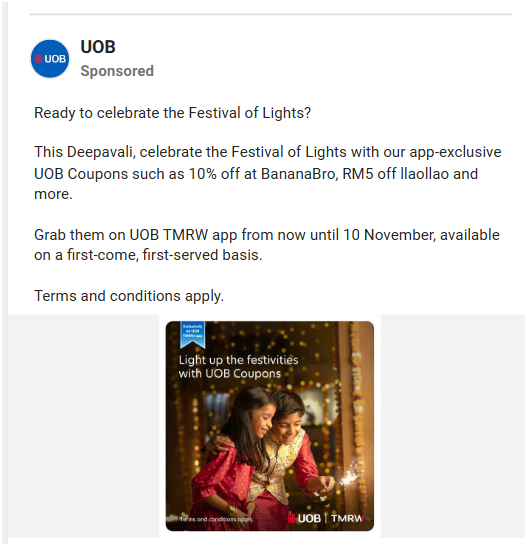 UOB
UOB
Sponsored
Ready to celebrate the Festival of Lights?
This Deepavali, celebrate the Festival of Lights with our app-exclusive
UOB Coupons such as 10% off at BananaBro, RM5 off llaollao and
more.
Grab them on UOB TMRW app from now until 10 November, available
on a first-come, first-served basis.
Terms and conditions apply.
Exclusively
on UOB
TMRW app
Light up the festivities
with UOB Coupons
Terms and conditions apply.
UOB | TMRW